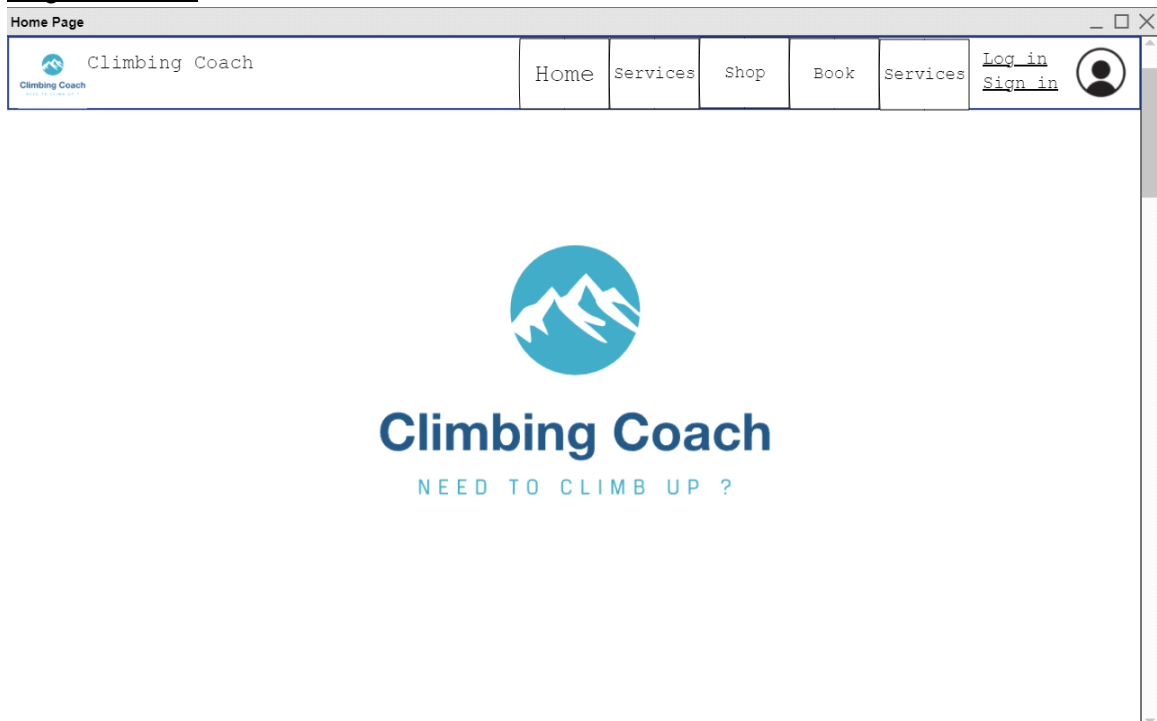 Home Page
Climbing Coach
Climbing Coach
Home
Services
Shop
Book
Services
Log in
Sign in
Climbing Coach
NEED TO CLIMB UP ?